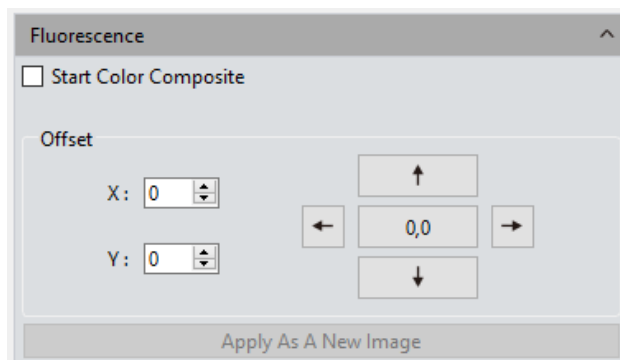 Fluorescence
Start Color Composite
Offset
X: 0
0,0
Y: 0
Apply As A New Image